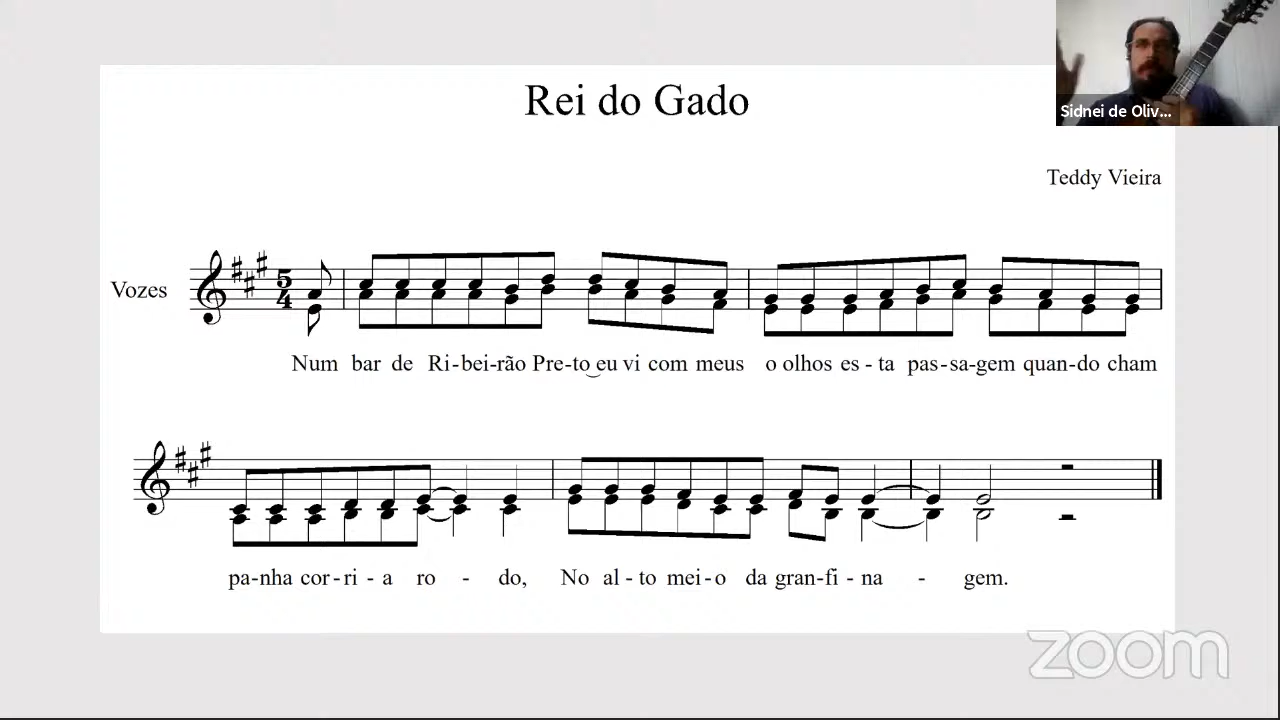 Rei do Gado
Sidnei de Oliv...
Teddy Vieira
5
4
Vozes
Num bar de Ri-bei-rão Pre-to‿eu vi com meus o olhos es - ta pas-sa-gem quan-do cham
pa-nha cor-ri - a ro - do, No al-to mei-o da gran-fi - na - gem.
zoom